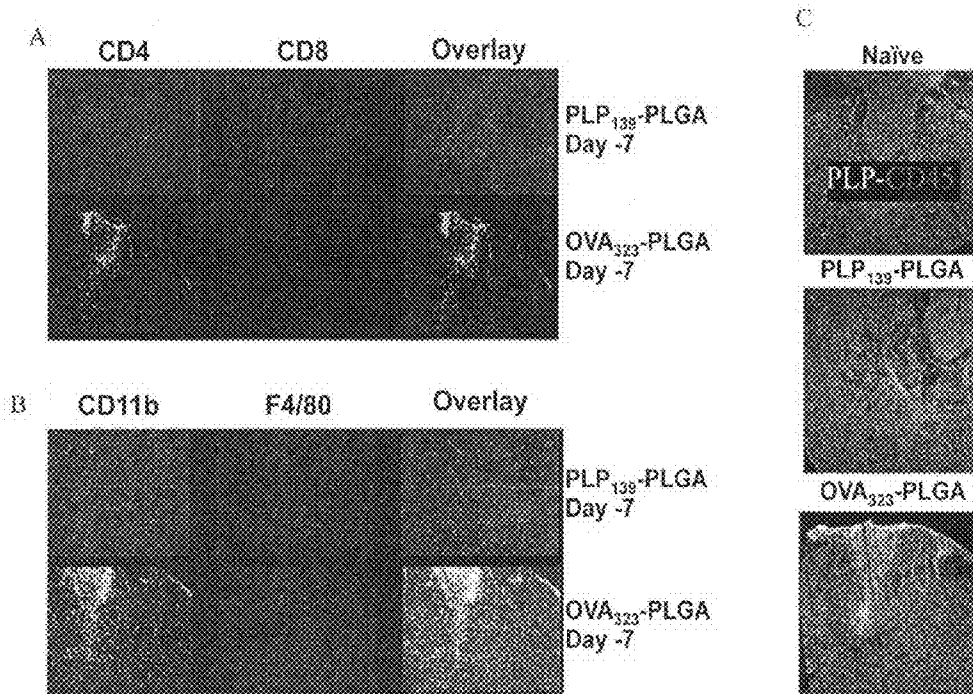 A
CD4 CD8 Overlay
PLP139-PLGA
Day -7
OVA323-PLGA
Day -7
B
CD11b F4/80 Overlay
PLP139-PLGA
Day -7
OVA323-PLGA
Day -7
C
Naïve
PLP-CD45
PLP139-PLGA
OVA323-PLGA